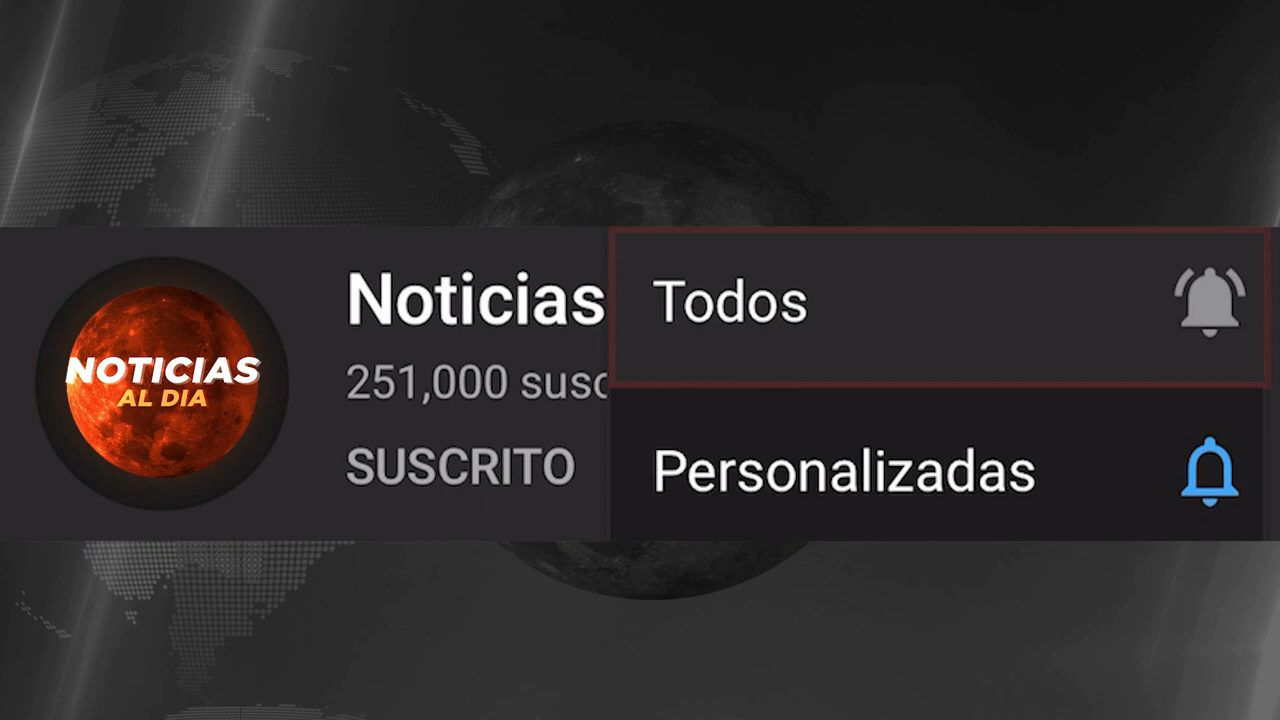 NOTICIAS
AL DIA
Noticias
251,000 susc
SUSCRITO
Todos
Personalizadas